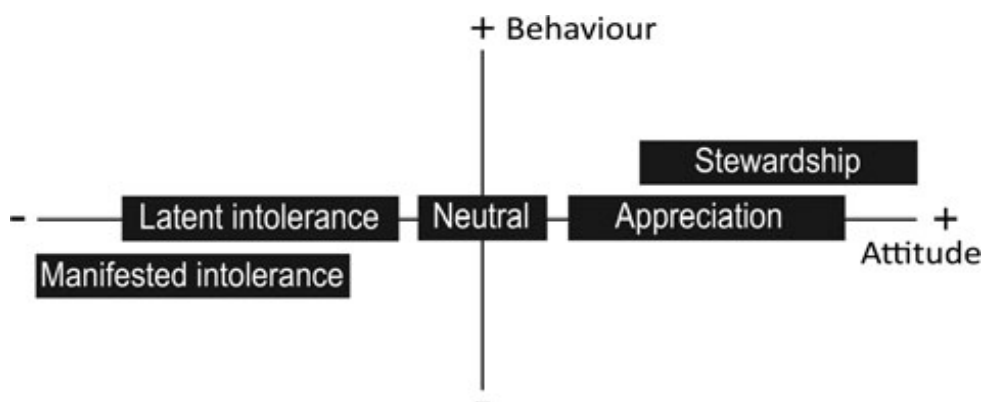 + Behaviour
Stewardship
- Latent intolerance Neutral Appreciation +
Attitude
Manifested intolerance
-